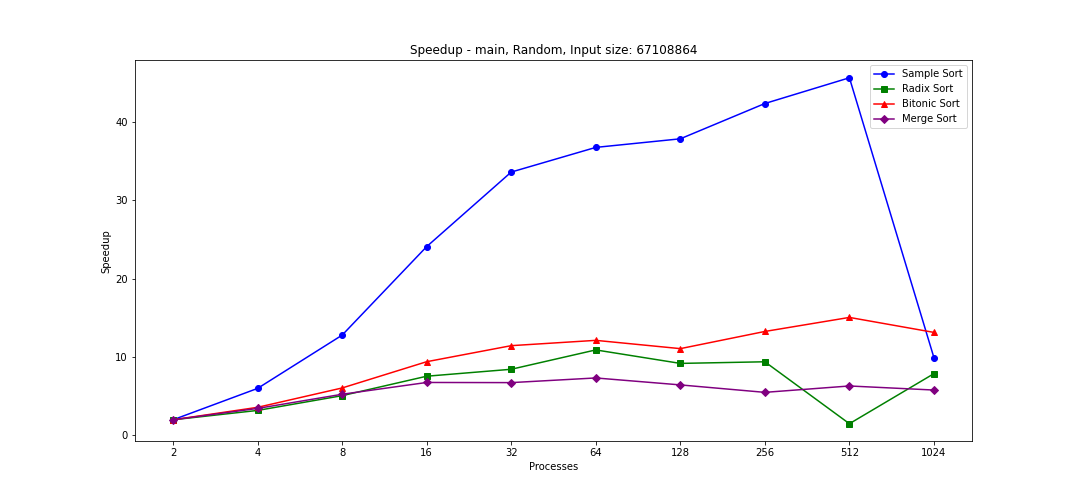 Speedup - main, Random, Input size: 67108864
Sample Sort
Radix Sort
Bitonic Sort
Merge Sort
Speedup
40
30
20
10
0
2 4 8 16 32 64 128 256 512 1024
Processes